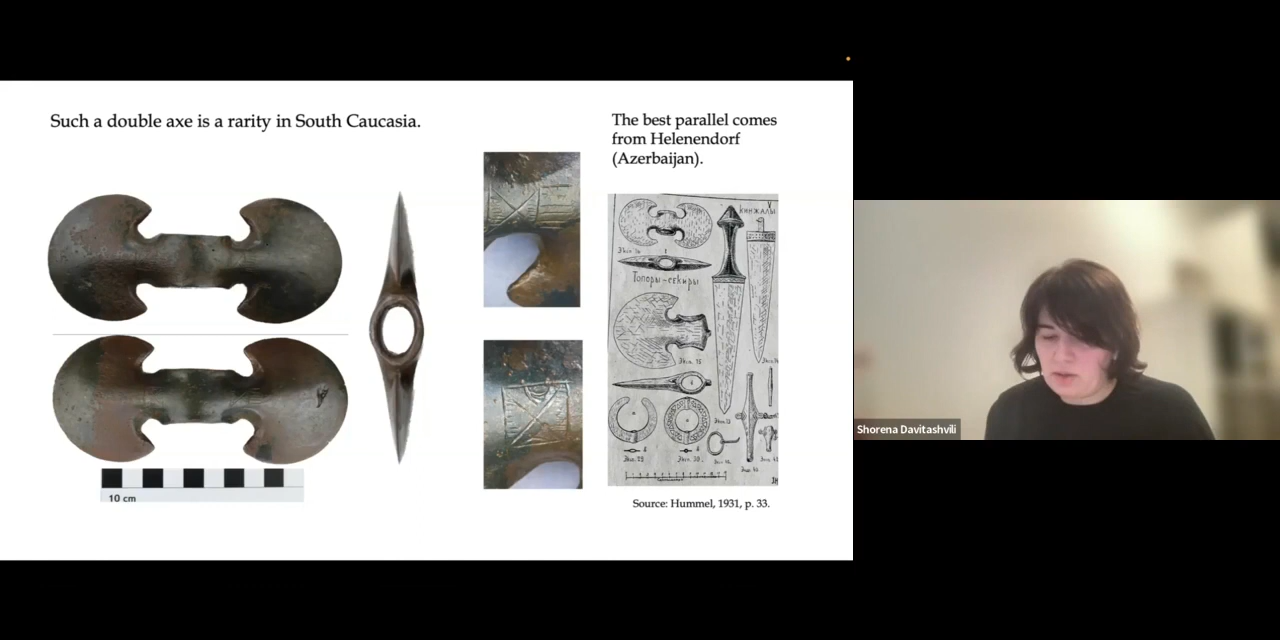 Such a double axe is a rarity in South Caucasia.
The best parallel comes
from Helenendorf
(Azerbaijan).
кинжалы
Топоры-секиры
10 cm
Source: Hummel, 1931, p. 33.
Shorena Davitashvili